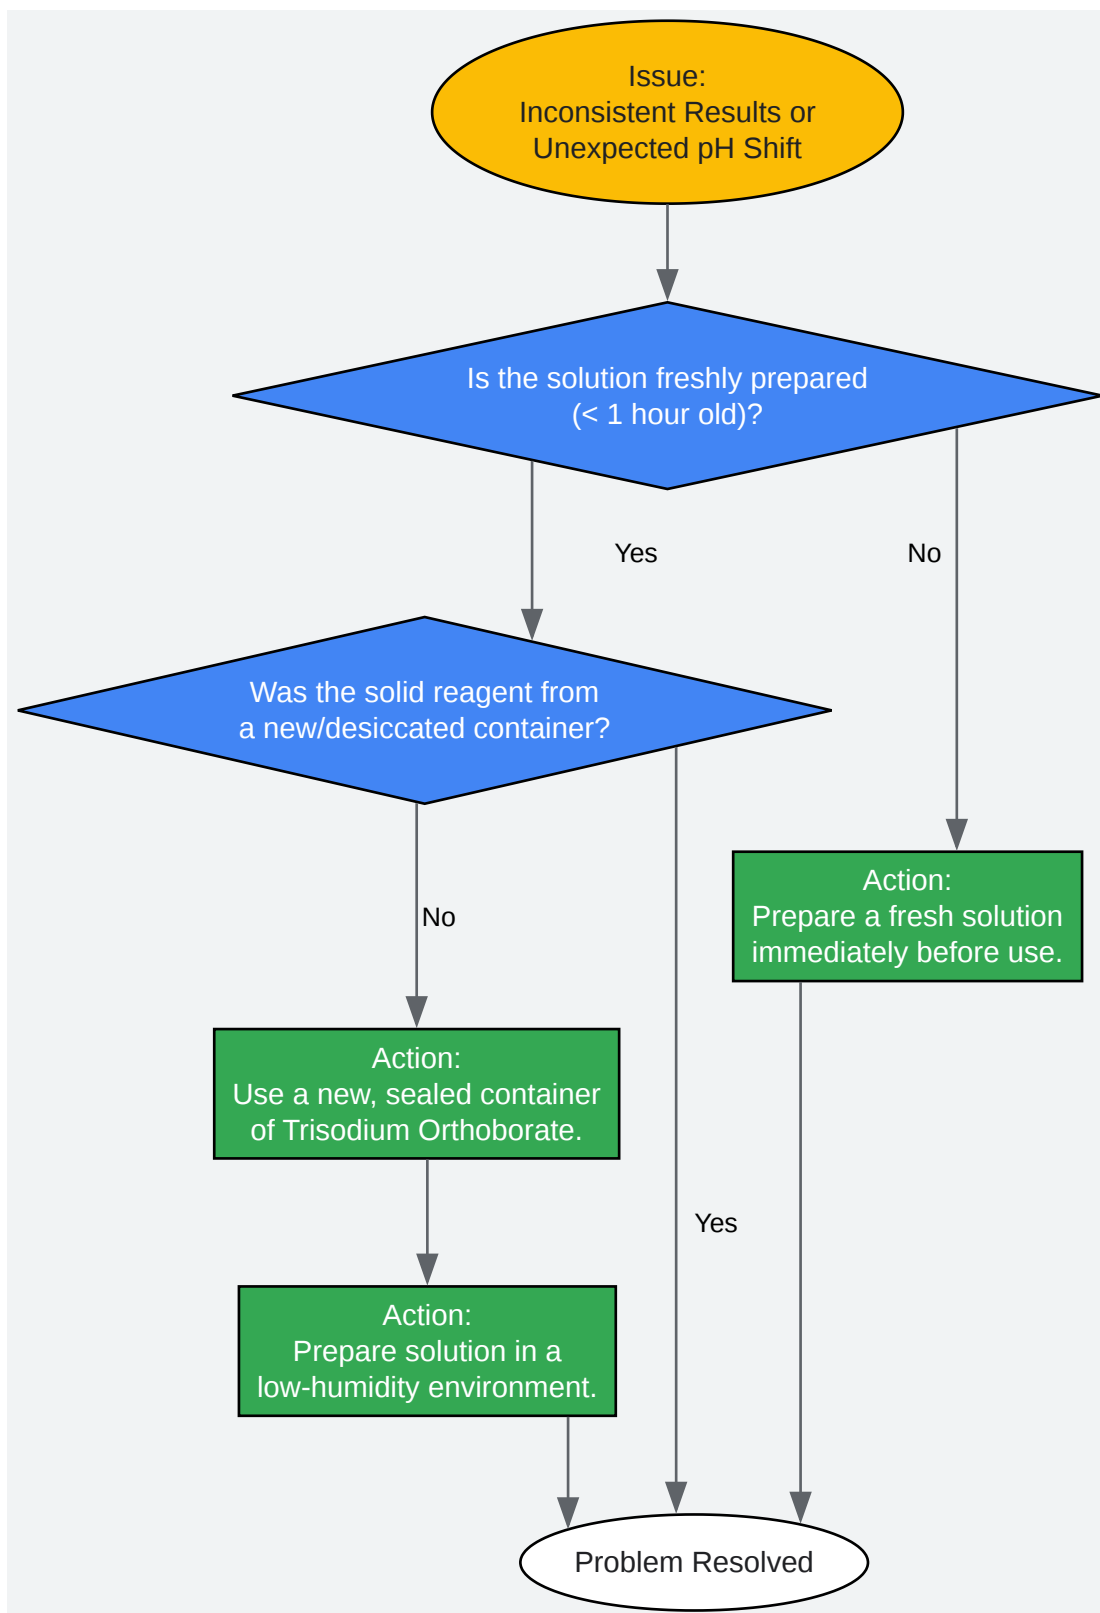 Issue:
Inconsistent Results or
Unexpected pH Shift
Is the solution freshly prepared
(< 1 hour old)?
Yes
No
Was the solid reagent from
a new/desiccated container?
Action:
Prepare a fresh solution
immediately before use.
No
Action:
Use a new, sealed container
of Trisodium Orthoborate.
Yes
Action:
Prepare solution in a
low-humidity environment.
Problem Resolved